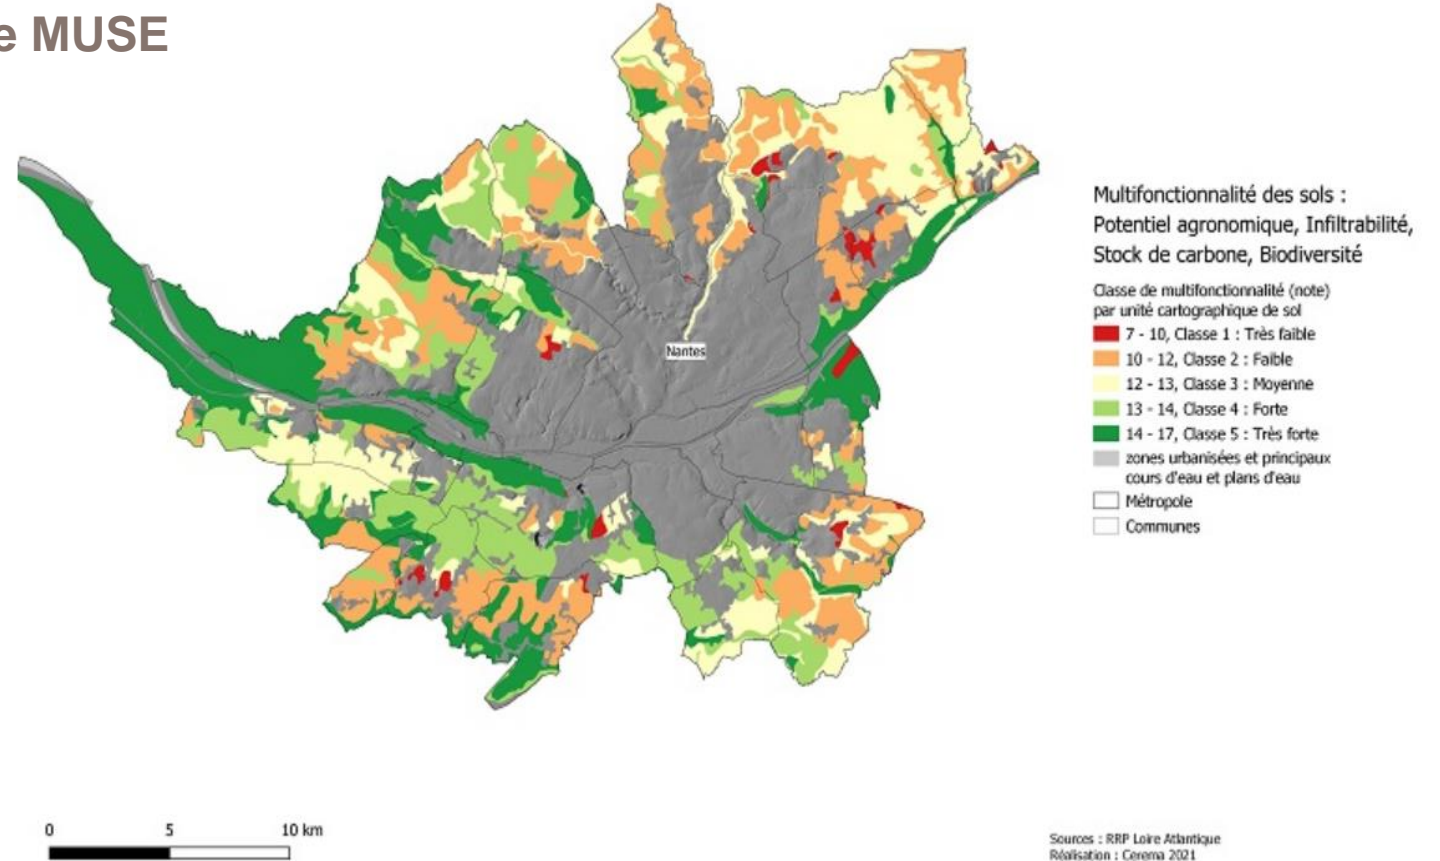 e MUSE
Nantes
Multifonctionnalité des sols :
Potentiel agronomique, Infiltrabilité,
Stock de carbone, Biodiversité
Classe de multifonctionnalité (note)
par unité cartographique de sol
7 - 10, Classe 1 : Très faible
10 - 12, Classe 2 : Faible
12 - 13, Classe 3 : Moyenne
13 - 14, Classe 4 : Forte
14 - 17, Classe 5 : Très forte
zones urbanisées et principaux
cours d'eau et plans d'eau
Métropole
Communes
0 5 10 km
Sources : RRP Loire Atlantique
Réalisation : Cerema 2021